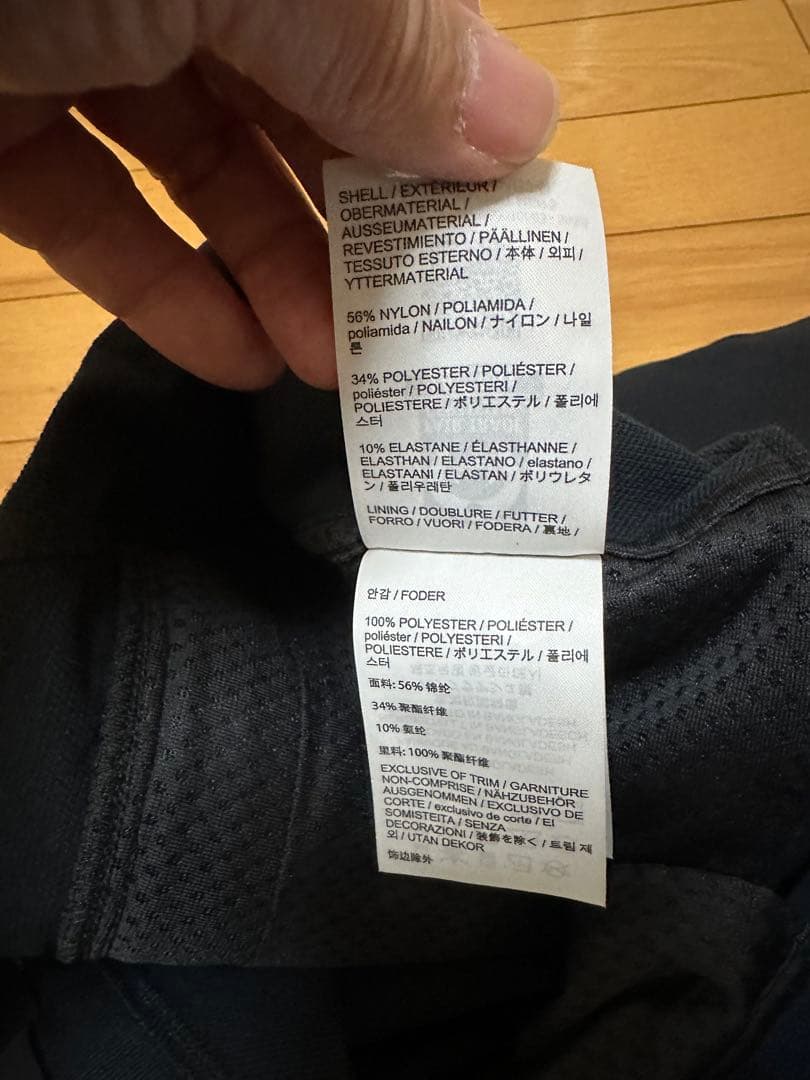 SHELL / EXTÉRIEUR /
OBERMATERIAL /
AUSSEUMATERIAL /
REVESTIMIENTO / PÄÄLLINEN /
TESSUTO ESTERNO / 本体 / 외피 /
YTTERMATERIAL
56% NYLON / POLIAMIDA /
poliamida / NAILON / ナイロン / 나일
론
34% POLYESTER / POLIÉSTER /
poliéster / POLYESTERI /
POLIESTERE / ポリエステル / 폴리에
스터
10% ELASTANE / ÉLASTHANNE /
ELASTHAN / ELASTANO / elastano /
ELASTAANI / ELASTAN / ポリウレタ
ン / 폴리우레탄
LINING / DOUBLURE / FUTTER /
FORRO / VUORI / FODERA / 裏地 /
안감 / FODER
100% POLYESTER / POLIÉSTER /
poliéster / POLYESTERI /
POLIESTERE / ポリエステル / 폴리에
스터
面料: 56% 锦纶
34% 聚酯纤维
10% 氨纶
里料: 100% 聚酯纤维
EXCLUSIVE OF TRIM / GARNITURE
NON-COMPRISE / NÄHZUBEHÖR
AUSGENOMMEN / EXCLUSIVO DE
CORTE / exclusivo de corte / EI
SOMISTEITA / SENZA
DECORAZIONI / 装飾を除く / 트림 제
외 / UTAN DEKOR
饰边除外